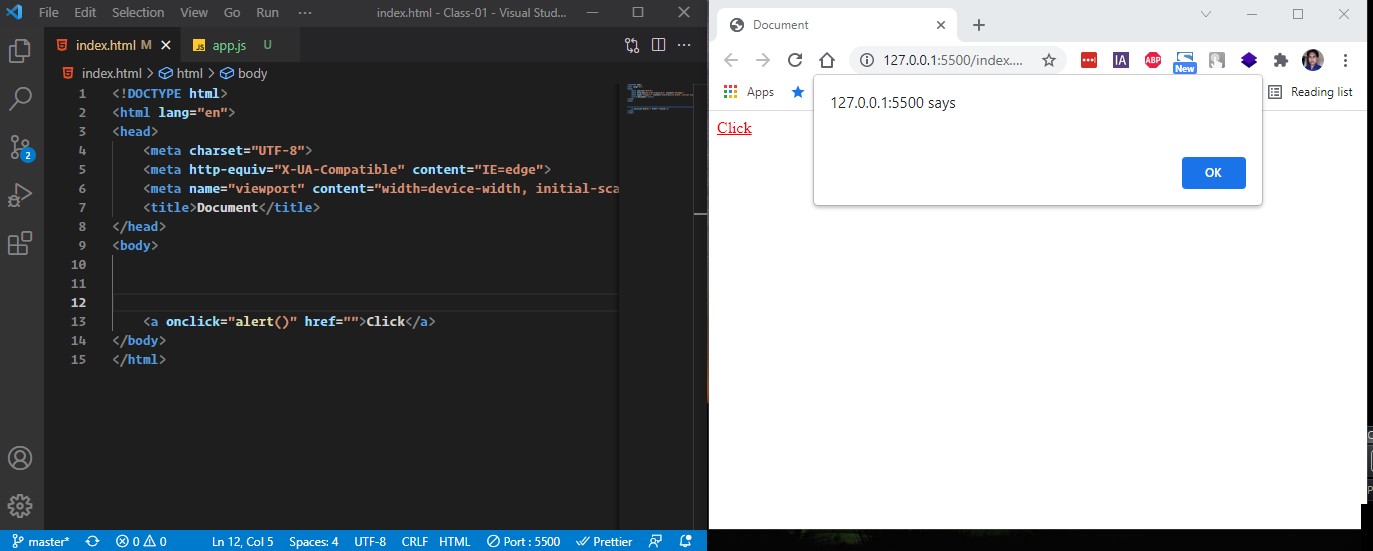 File Edit Selection View Go Run ··· index.html - Class-01 - Visual Stud...
index.html M app.js U
index.html > html > body
1 <!DOCTYPE html>
2 <html lang="en">
3 <head>
4 <meta charset="UTF-8">
5 <meta http-equiv="X-UA-Compatible" content="IE=edge">
6 <meta name="viewport" content="width=device-width, initial-sca
7 <title>Document</title>
8 </head>
9 <body>
10
11
12
13 <a onclick="alert()" href="">Click</a>
14 </body>
15 </html>
2
master* 0 0 Ln 12, Col 5 Spaces: 4 UTF-8 CRLF HTML Port : 5500 Prettier
Document
127.0.0.1:5500/index.... IA ABP New
Apps Reading list
Click
127.0.0.1:5500 says
OK